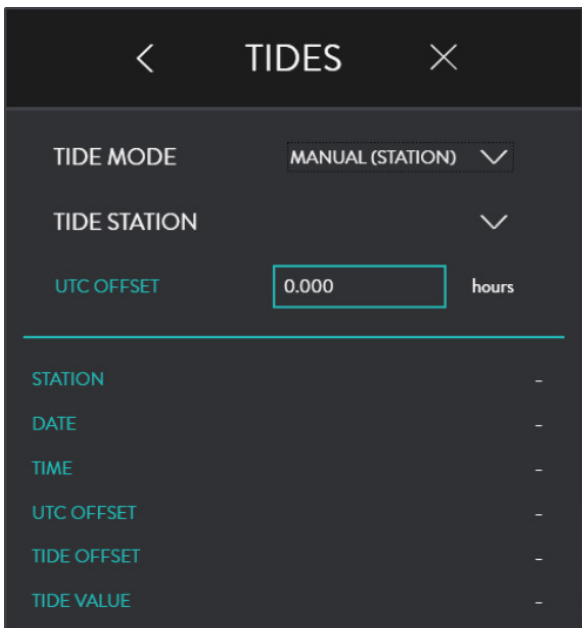 TIDES
TIDE MODE MANUAL (STATION)
TIDE STATION
UTC OFFSET 0.000 hours
STATION -
DATE -
TIME -
UTC OFFSET -
TIDE OFFSET -
TIDE VALUE -